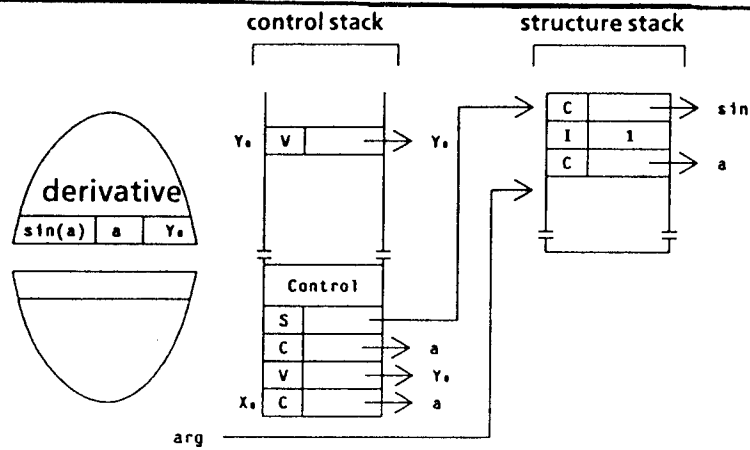 control stack
structure stack
derivative
sin(a) a Y₀
Y₀ V Y₀
Control
S
C a
V Y₀
X₀ C a
arg
C sin
I 1
C a